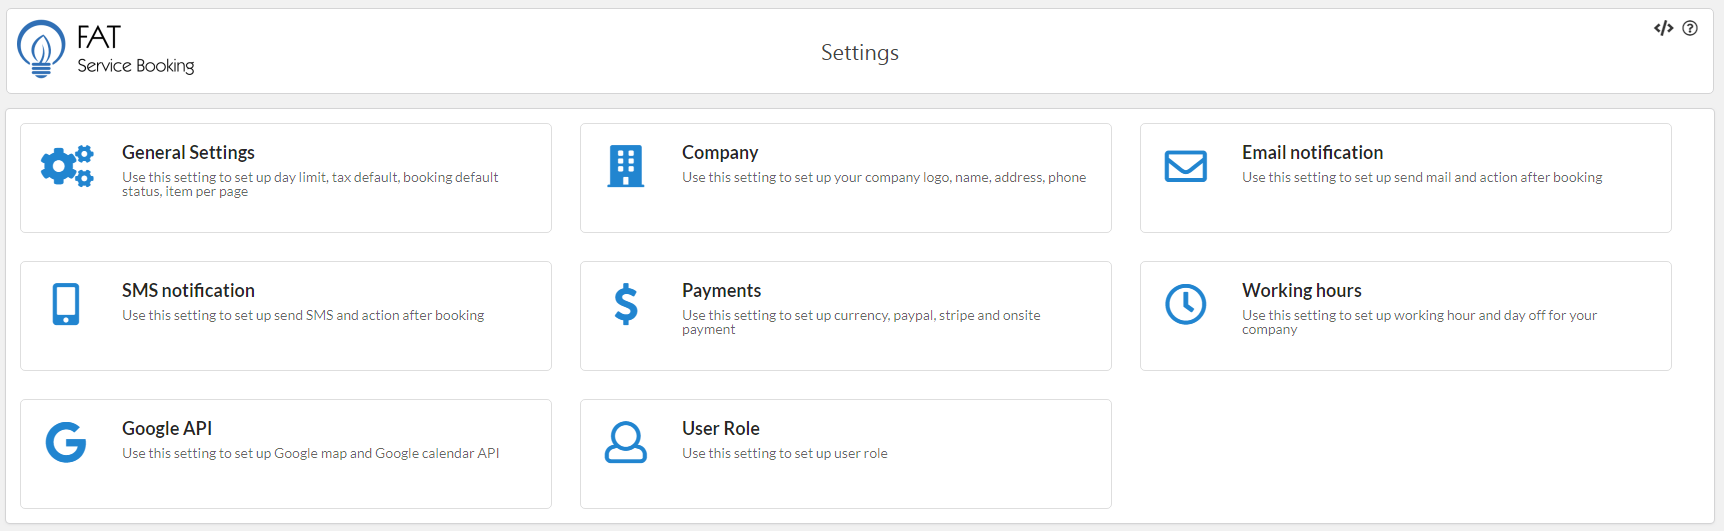 FAT
Service Booking
Settings
General Settings
Use this setting to set up day limit, tax default, booking default
status, item per page
Company
Use this setting to set up your company logo, name, address, phone
Email notification
Use this setting to set up send mail and action after booking
SMS notification
Use this setting to set up send SMS and action after booking
Payments
Use this setting to set up currency, paypal, stripe and onsite
payment
Working hours
Use this setting to set up working hour and day off for your
company
Google API
Use this setting to set up Google map and Google calendar API
User Role
Use this setting to set up user role